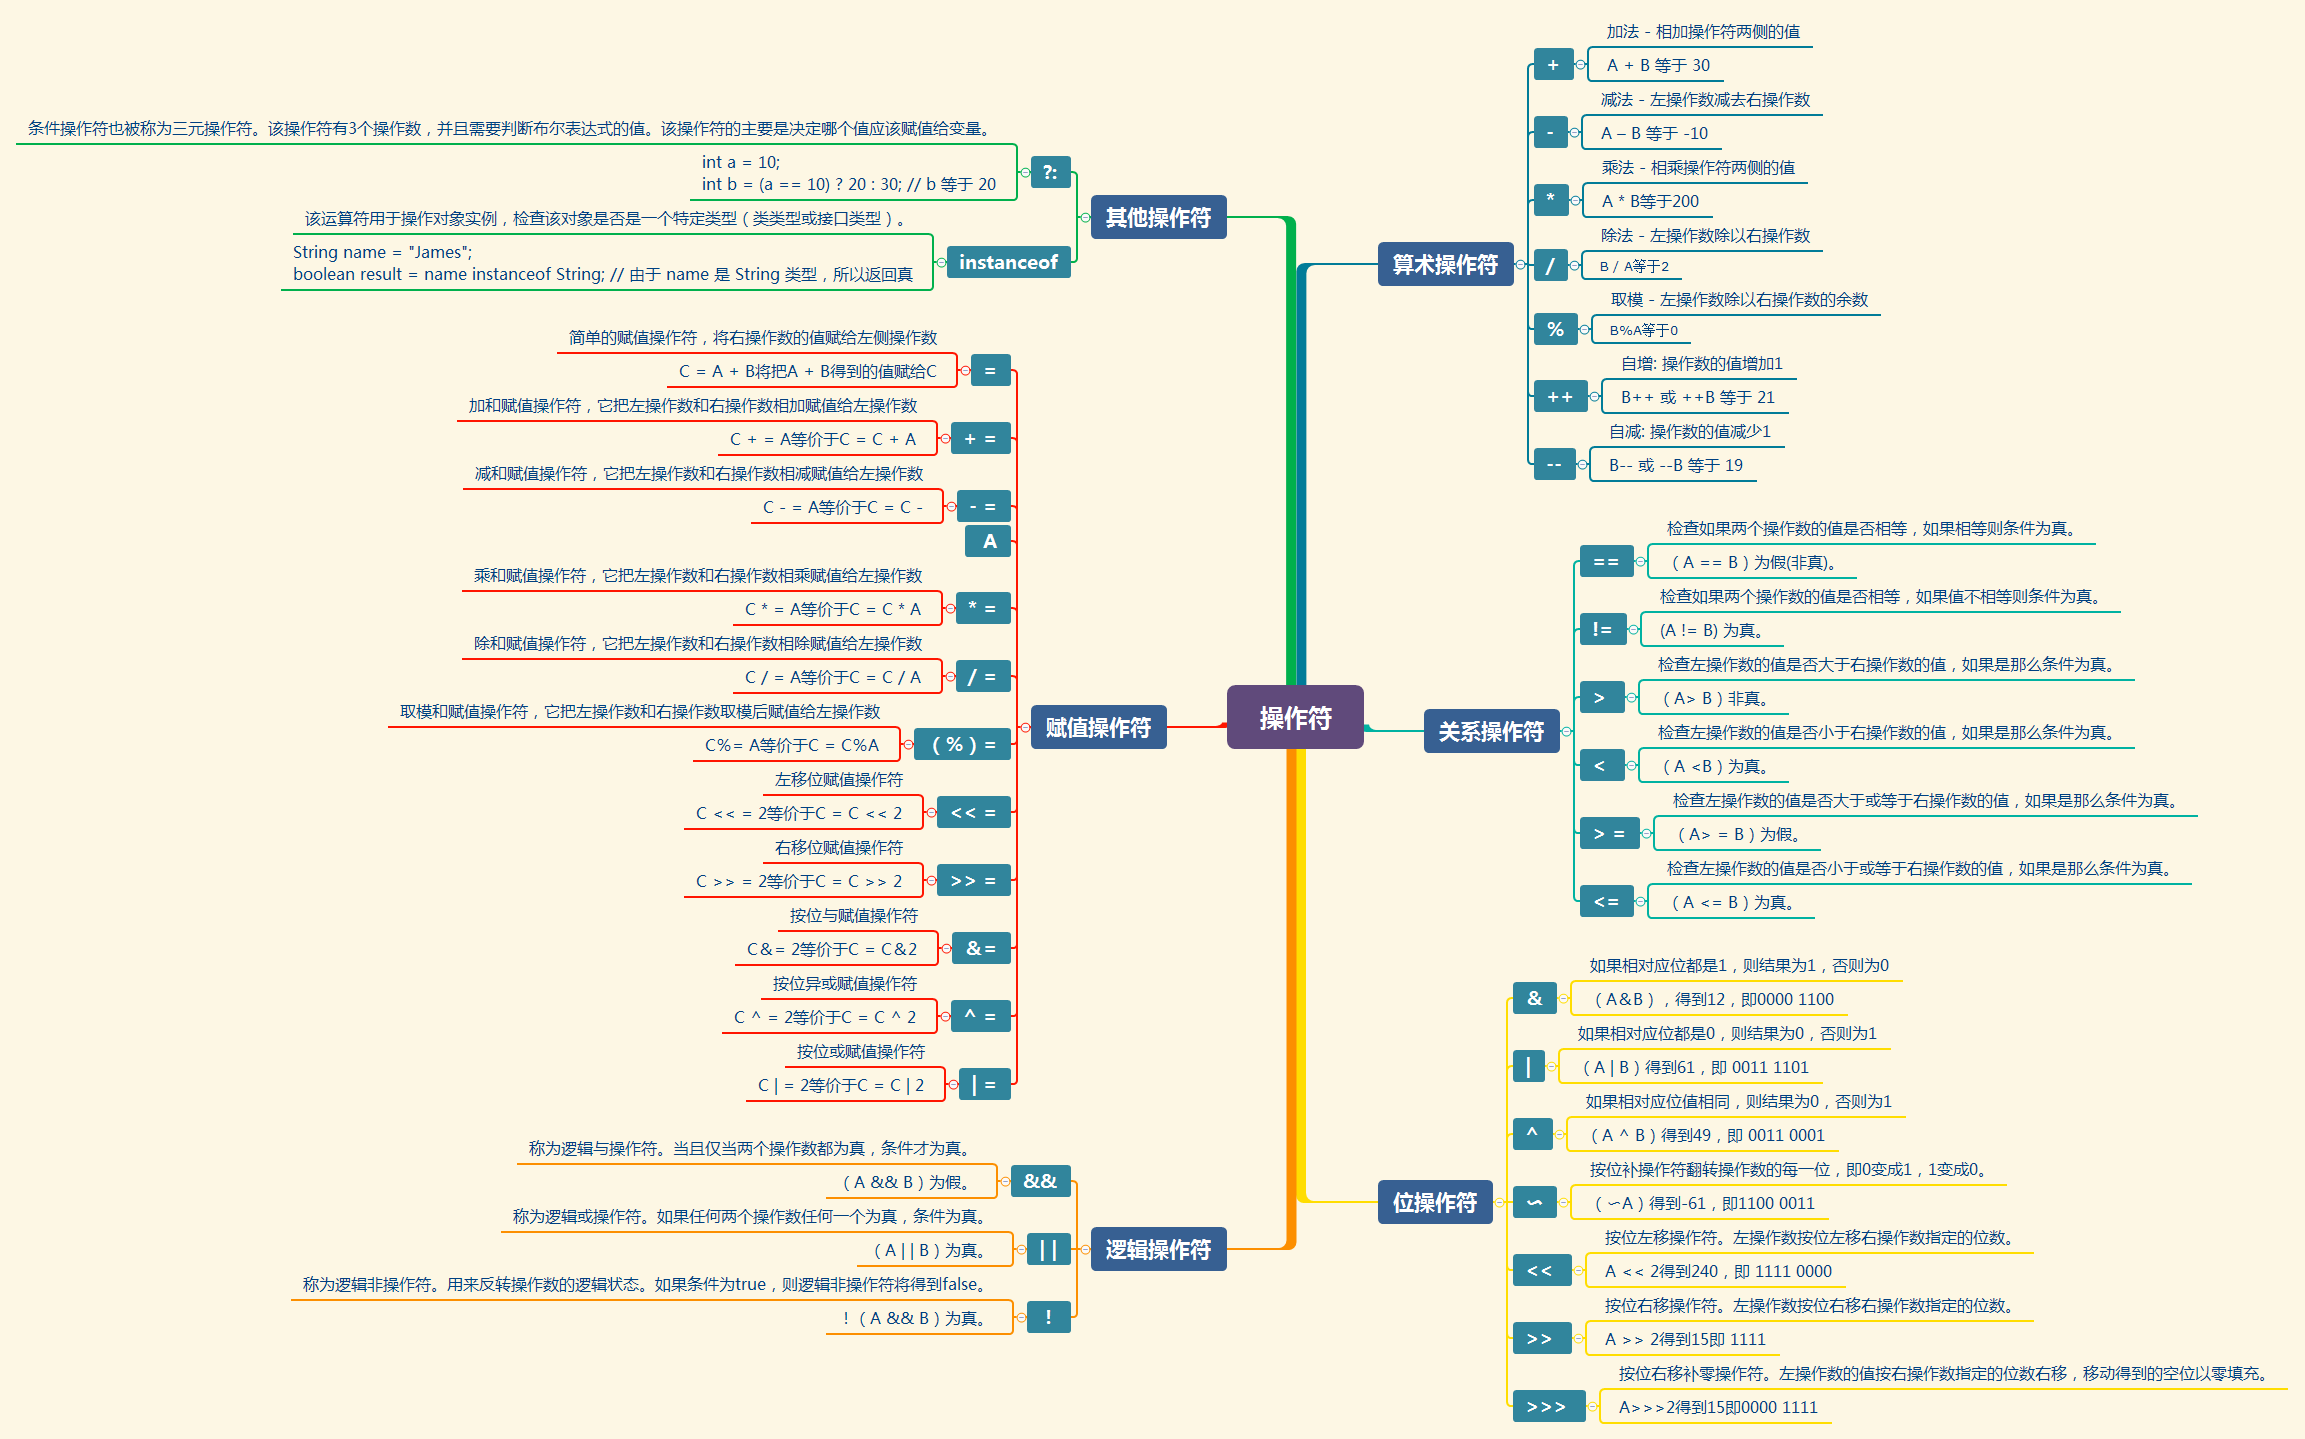 操作符
其他操作符
?:
条件操作符也被称为三元操作符。该操作符有3个操作数，并且需要判断布尔表达式的值。该操作符的主要是决定哪个值应该赋值给变量。
int a = 10;
int b = (a == 10) ? 20 : 30; // b 等于 20
instanceof
该运算符用于操作对象实例，检查该对象是否是一个特定类型（类类型或接口类型）。
String name = "James";
boolean result = name instanceof String; // 由于 name 是 String 类型，所以返回真
赋值操作符
=
简单的赋值操作符，将右操作数的值赋给左侧操作数
C = A + B将把A + B得到的值赋给C
+ =
加和赋值操作符，它把左操作数和右操作数相加赋值给左操作数
C + = A等价于C = C + A
- =
减和赋值操作符，它把左操作数和右操作数相减赋值给左操作数
C - = A等价于C = C -
A
* =
乘和赋值操作符，它把左操作数和右操作数相乘赋值给左操作数
C * = A等价于C = C * A
/ =
除和赋值操作符，它把左操作数和右操作数相除赋值给左操作数
C / = A等价于C = C / A
（%）=
取模和赋值操作符，它把左操作数和右操作数取模后赋值给左操作数
C％= A等价于C = C％A
<< =
左移位赋值操作符
C << = 2等价于C = C << 2
>> =
右移位赋值操作符
C >> = 2等价于C = C >> 2
＆=
按位与赋值操作符
C＆= 2等价于C = C＆2
^ =
按位异或赋值操作符
C ^ = 2等价于C = C ^ 2
| =
按位或赋值操作符
C | = 2等价于C = C | 2
逻辑操作符
&&
称为逻辑与操作符。当且仅当两个操作数都为真，条件才为真。
（A && B）为假。
| |
称为逻辑或操作符。如果任何两个操作数任何一个为真，条件为真。
（A | | B）为真。
!
称为逻辑非操作符。用来反转操作数的逻辑状态。如果条件为true，则逻辑非操作符将得到false。
!（A && B）为真。
算术操作符
+
加法 - 相加操作符两侧的值
A + B 等于 30
-
减法 - 左操作数减去右操作数
A – B 等于 -10
*
乘法 - 相乘操作符两侧的值
A * B等于200
/
除法 - 左操作数除以右操作数
B / A等于2
%
取模 - 左操作数除以右操作数的余数
B%A等于0
++
自增: 操作数的值增加1
B++ 或 ++B 等于 21
--
自减: 操作数的值减少1
B-- 或 --B 等于 19
关系操作符
==
检查如果两个操作数的值是否相等，如果相等则条件为真。
（A == B）为假(非真)。
!=
检查如果两个操作数的值是否相等，如果值不相等则条件为真。
(A != B) 为真。
>
检查左操作数的值是否大于右操作数的值，如果是那么条件为真。
（A> B）非真。
<
检查左操作数的值是否小于右操作数的值，如果是那么条件为真。
（A <B）为真。
> =
检查左操作数的值是否大于或等于右操作数的值，如果是那么条件为真。
（A> = B）为假。
<=
检查左操作数的值是否小于或等于右操作数的值，如果是那么条件为真。
（A <= B）为真。
位操作符
＆
如果相对应位都是1，则结果为1，否则为0
（A＆B），得到12，即0000 1100
|
如果相对应位都是0，则结果为0，否则为1
（A | B）得到61，即 0011 1101
^
如果相对应位值相同，则结果为0，否则为1
（A ^ B）得到49，即 0011 0001
〜
按位补操作符翻转操作数的每一位，即0变成1，1变成0。
（〜A）得到-61，即1100 0011
<<
按位左移操作符。左操作数按位左移右操作数指定的位数。
A << 2得到240，即 1111 0000
>>
按位右移操作符。左操作数按位右移右操作数指定的位数。
A >> 2得到15即 1111
>>>
按位右移补零操作符。左操作数的值按右操作数指定的位数右移，移动得到的空位以零填充。
A>>>2得到15即0000 1111